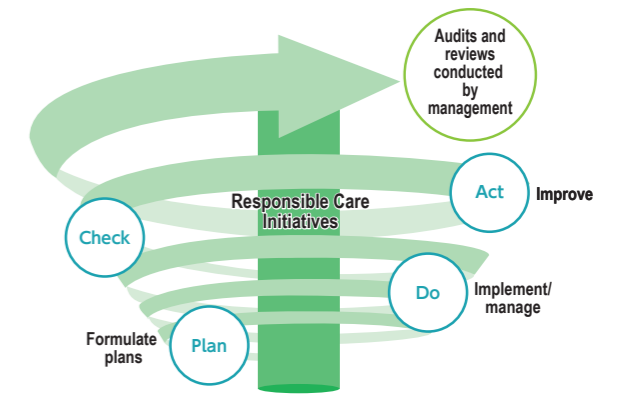 Audits and
reviews
conducted
by
management
Act
Improve
Responsible Care
Initiatives
Check
Do
Implement/
manage
Formulate
plans
Plan